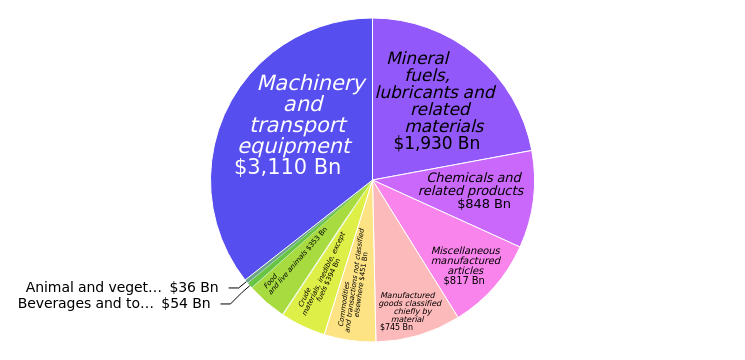 Machinery
and
transport
equipment
$3,110 Bn
Mineral
fuels,
lubricants and
related
materials
$1,930 Bn
Chemicals and
related products
$848 Bn
Miscellaneous
manufactured
articles
$817 Bn
Manufactured
goods classified
chiefly by
material
$745 Bn
Commodities
and transactions not classified
elsewhere $451 Bn
Crude
materials, inedible, except
fuels $394 Bn
Food
and live animals $353 Bn
Animal and veget… $36 Bn
Beverages and to… $54 Bn